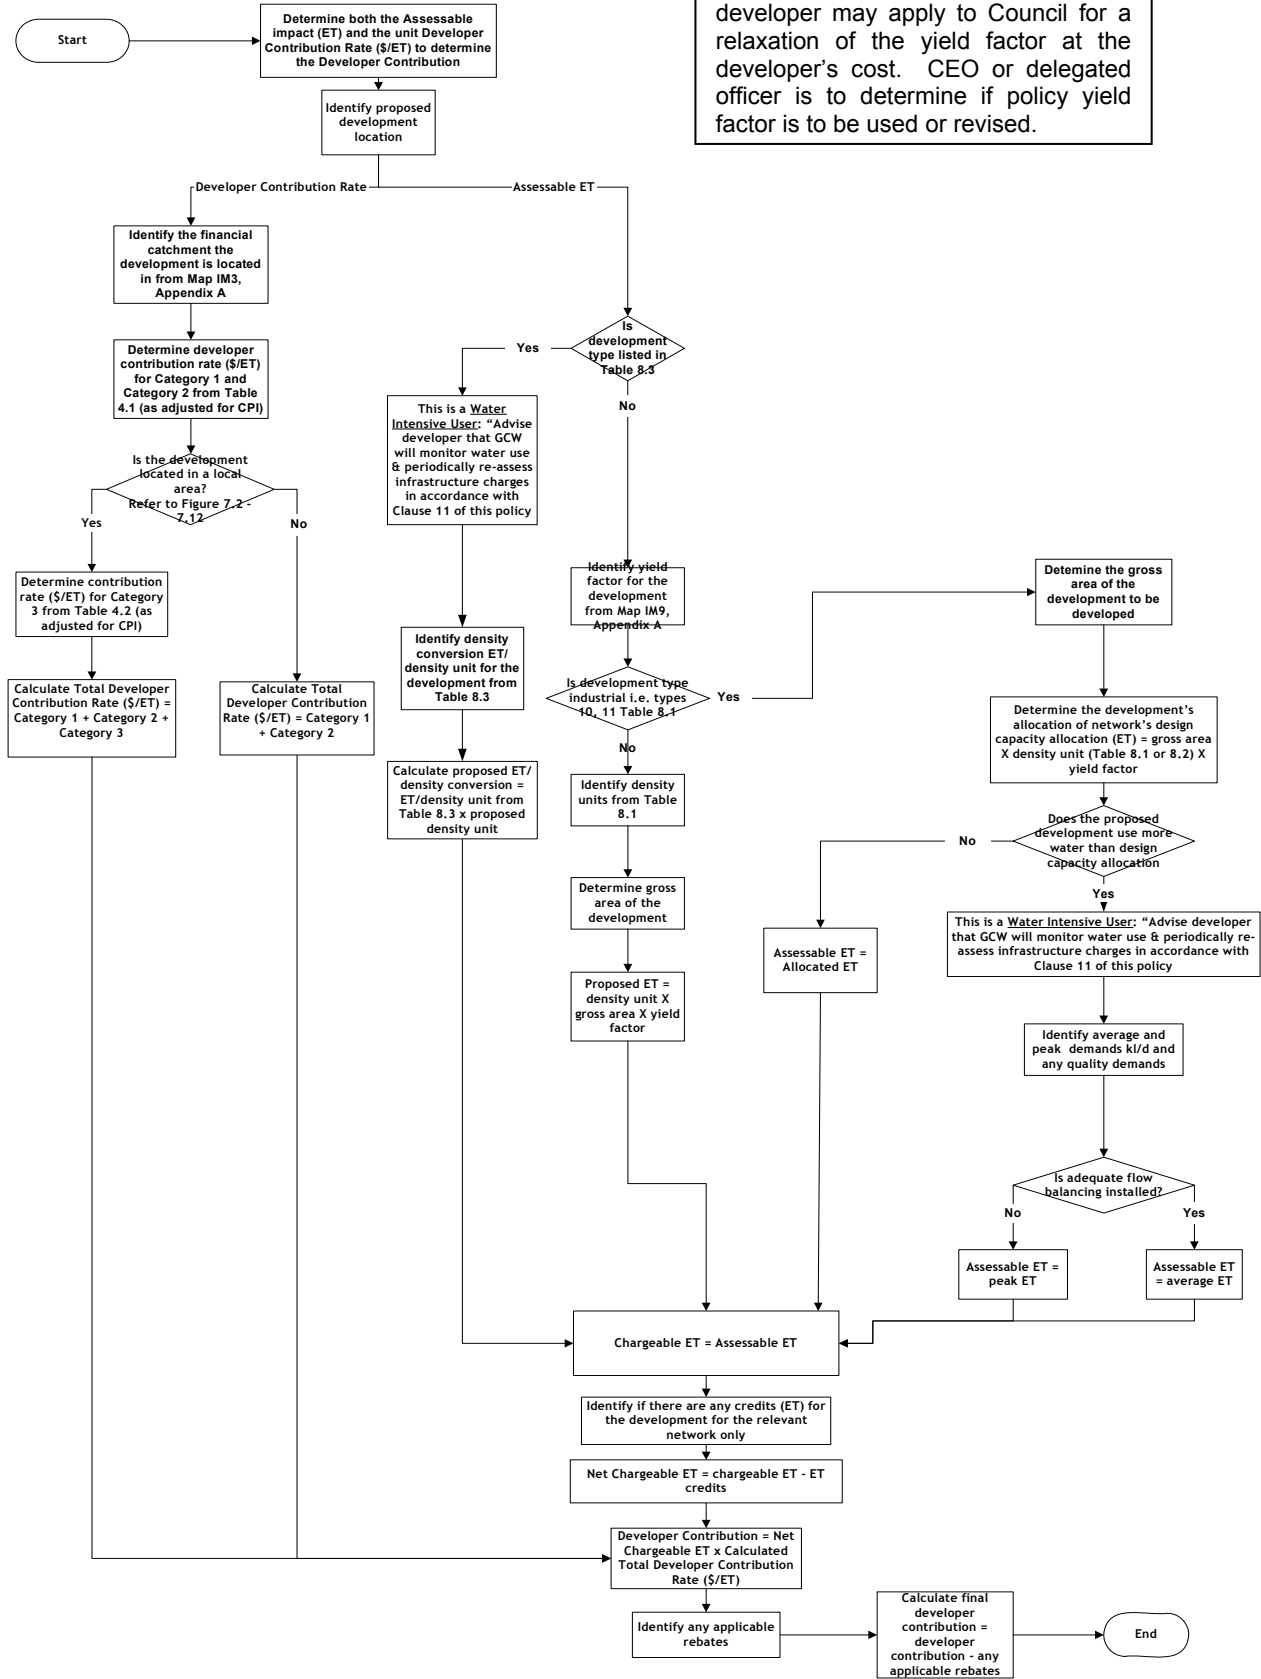 Start
Determine both the Assessable
impact (ET) and the unit Developer
Contribution Rate ($/ET) to determine
the Developer Contribution
developer may apply to Council for a
relaxation of the yield factor at the
developer's cost. CEO or delegated
officer is to determine if policy yield
factor is to be used or revised.
Identify proposed
development
location
Developer Contribution Rate
Assessable ET
Identify the financial
catchment the
development is located
in from Map IM3,
Appendix A
Determine developer
contribution rate ($/ET)
for Category 1 and
Category 2 from Table
4.1 (as adjusted for CPI)
Is the development
located in a local
area?
Refer to Figure 7.2 -
7.12
Yes
No
Determine contribution
rate ($/ET) for Category
3 from Table 4.2 (as
adjusted for CPI)
Calculate Total Developer
Contribution Rate ($/ET) =
Category 1 + Category 2 +
Category 3
Calculate Total
Developer Contribution
Rate ($/ET) = Category 1
+ Category 2
Is
development
type listed in
Table 8.3
Yes
No
This is a Water
Intensive User: “Advise
developer that GCW
will monitor water use
& periodically re-assess
infrastructure charges
in accordance with
Clause 11 of this policy
Identify density
conversion ET/
density unit for the
development from
Table 8.3
Calculate proposed ET/
density conversion =
ET/density unit from
Table 8.3 x proposed
density unit
Identify yield
factor for the
development
from Map IM9,
Appendix A
Is development type
industrial i.e. types
10, 11 Table 8.1
Yes
No
Identify density
units from Table
8.1
Determine gross
area of the
development
Proposed ET =
density unit X
gross area X yield
factor
Detemine the gross
area of the
development to be
developed
Determine the development's
allocation of network's design
capacity allocation (ET) = gross area
X density unit (Table 8.1 or 8.2) X
yield factor
Does the proposed
development use more
water than design
capacity allocation
No
Yes
Assessable ET =
Allocated ET
This is a Water Intensive User: “Advise developer
that GCW will monitor water use & periodically re-
assess infrastructure charges in accordance with
Clause 11 of this policy
Identify average and
peak demands kl/d and
any quality demands
Is adequate flow
balancing installed?
No
Yes
Assessable ET =
peak ET
Assessable ET
= average ET
Chargeable ET = Assessable ET
Identify if there are any credits (ET) for
the development for the relevant
network only
Net Chargeable ET = chargeable ET - ET
credits
Developer Contribution = Net
Chargeable ET x Calculated
Total Developer Contribution
Rate ($/ET)
Identify any applicable
rebates
Calculate final
developer
contribution =
developer
contribution - any
applicable rebates
End